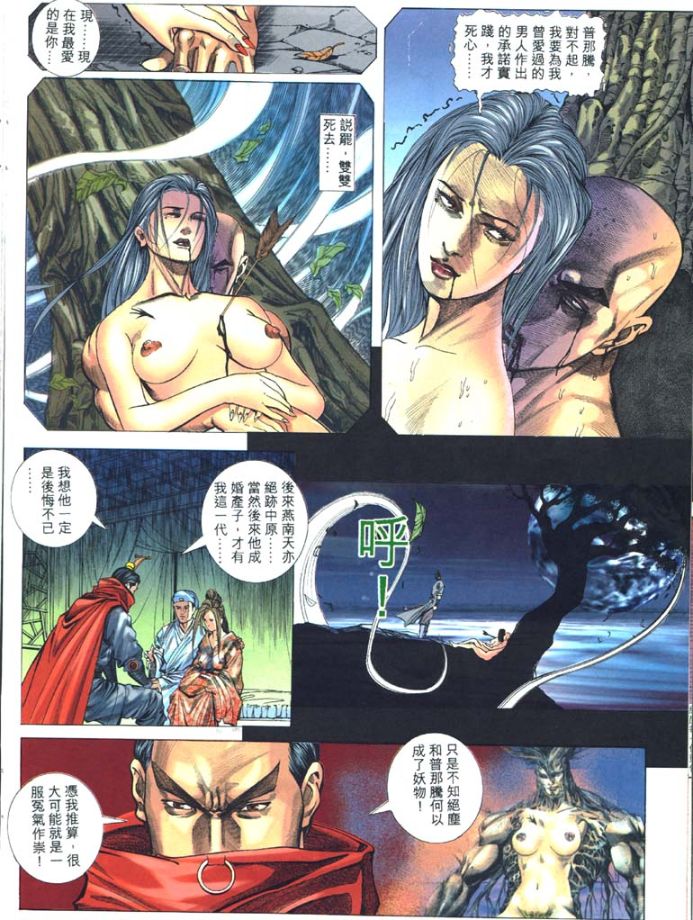 普那騰
對不起，
我要為我
曾愛過的
男人作出
的承諾實
踐，我才
死心……
現……現
在我最愛
的是你…
説罷，雙雙
死去……
呼！
後來燕南天亦
絕跡中原……
當然後來他成
婚產子，才有
我這一代……
我想他一定
是後悔不已
……
只是不知絕塵
和普那騰何以
成了妖物！
憑我推算，很
大可能就是一
服冤氣作祟！